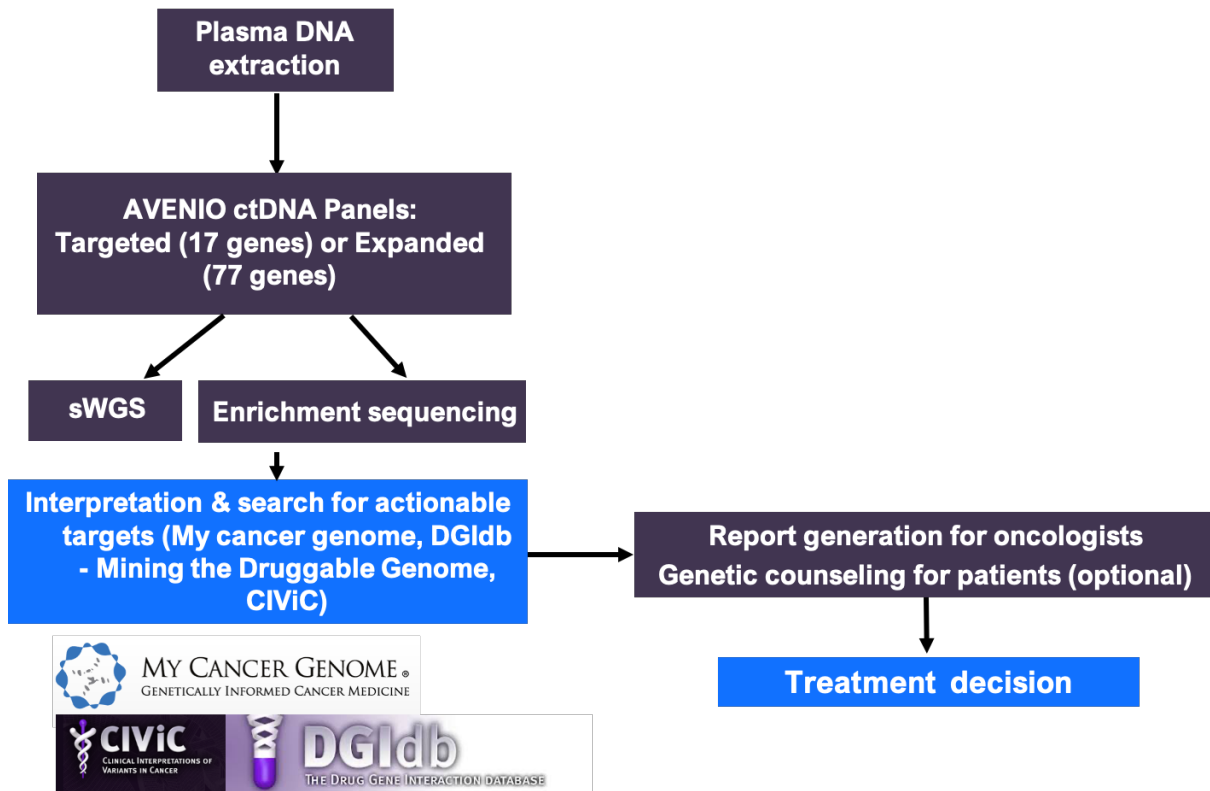 Plasma DNA
extraction
AVENIO ctDNA Panels:
Targeted (17 genes) or Expanded
(77 genes)
sWGS
Enrichment sequencing
Interpretation & search for actionable
targets (My cancer genome, DGIdb
- Mining the Druggable Genome,
CIViC)
Report generation for oncologists
Genetic counseling for patients (optional)
Treatment decision
MY CANCER GENOME®
GENETICALLY INFORMED CANCER MEDICINE
CIViC
CLINICAL INTERPRETATIONS OF
VARIANTS IN CANCER
DGIdb
THE DRUG GENE INTERACTION DATABASE